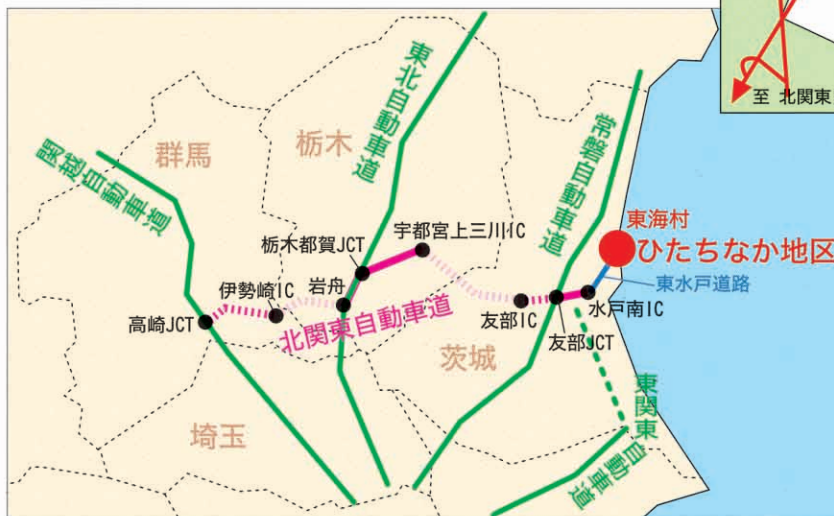 至 北関東
東北自動車道
常磐自動車道
関越自動車道
群馬
栃木
東海村
ひたちなか地区
東水戸道路
宇都宮上三川IC
栃木都賀JCT
岩舟
伊勢崎IC
高崎JCT
北関東自動車道
友部IC
水戸南IC
友部JCT
茨城
埼玉
東関東
自動車道